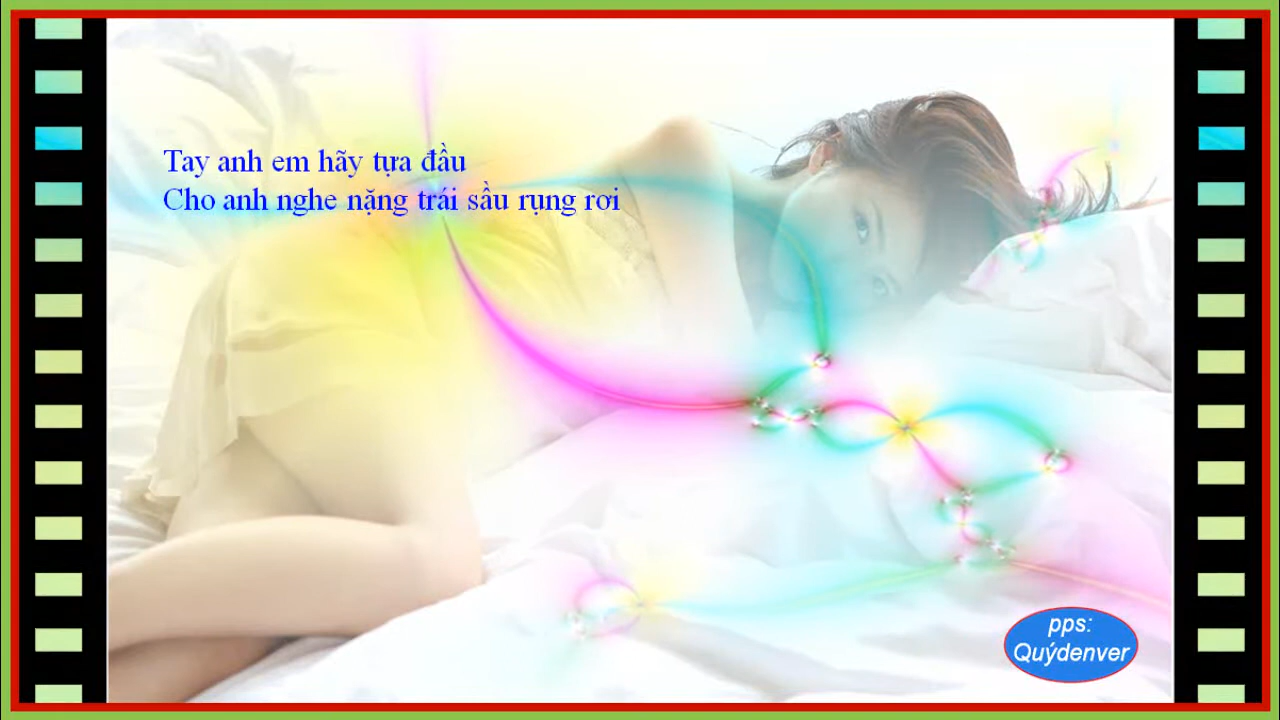 Tay anh em hãy tựa đầu
Cho anh nghe nặng trái sầu rụng rơi
pps:
Quýdenver